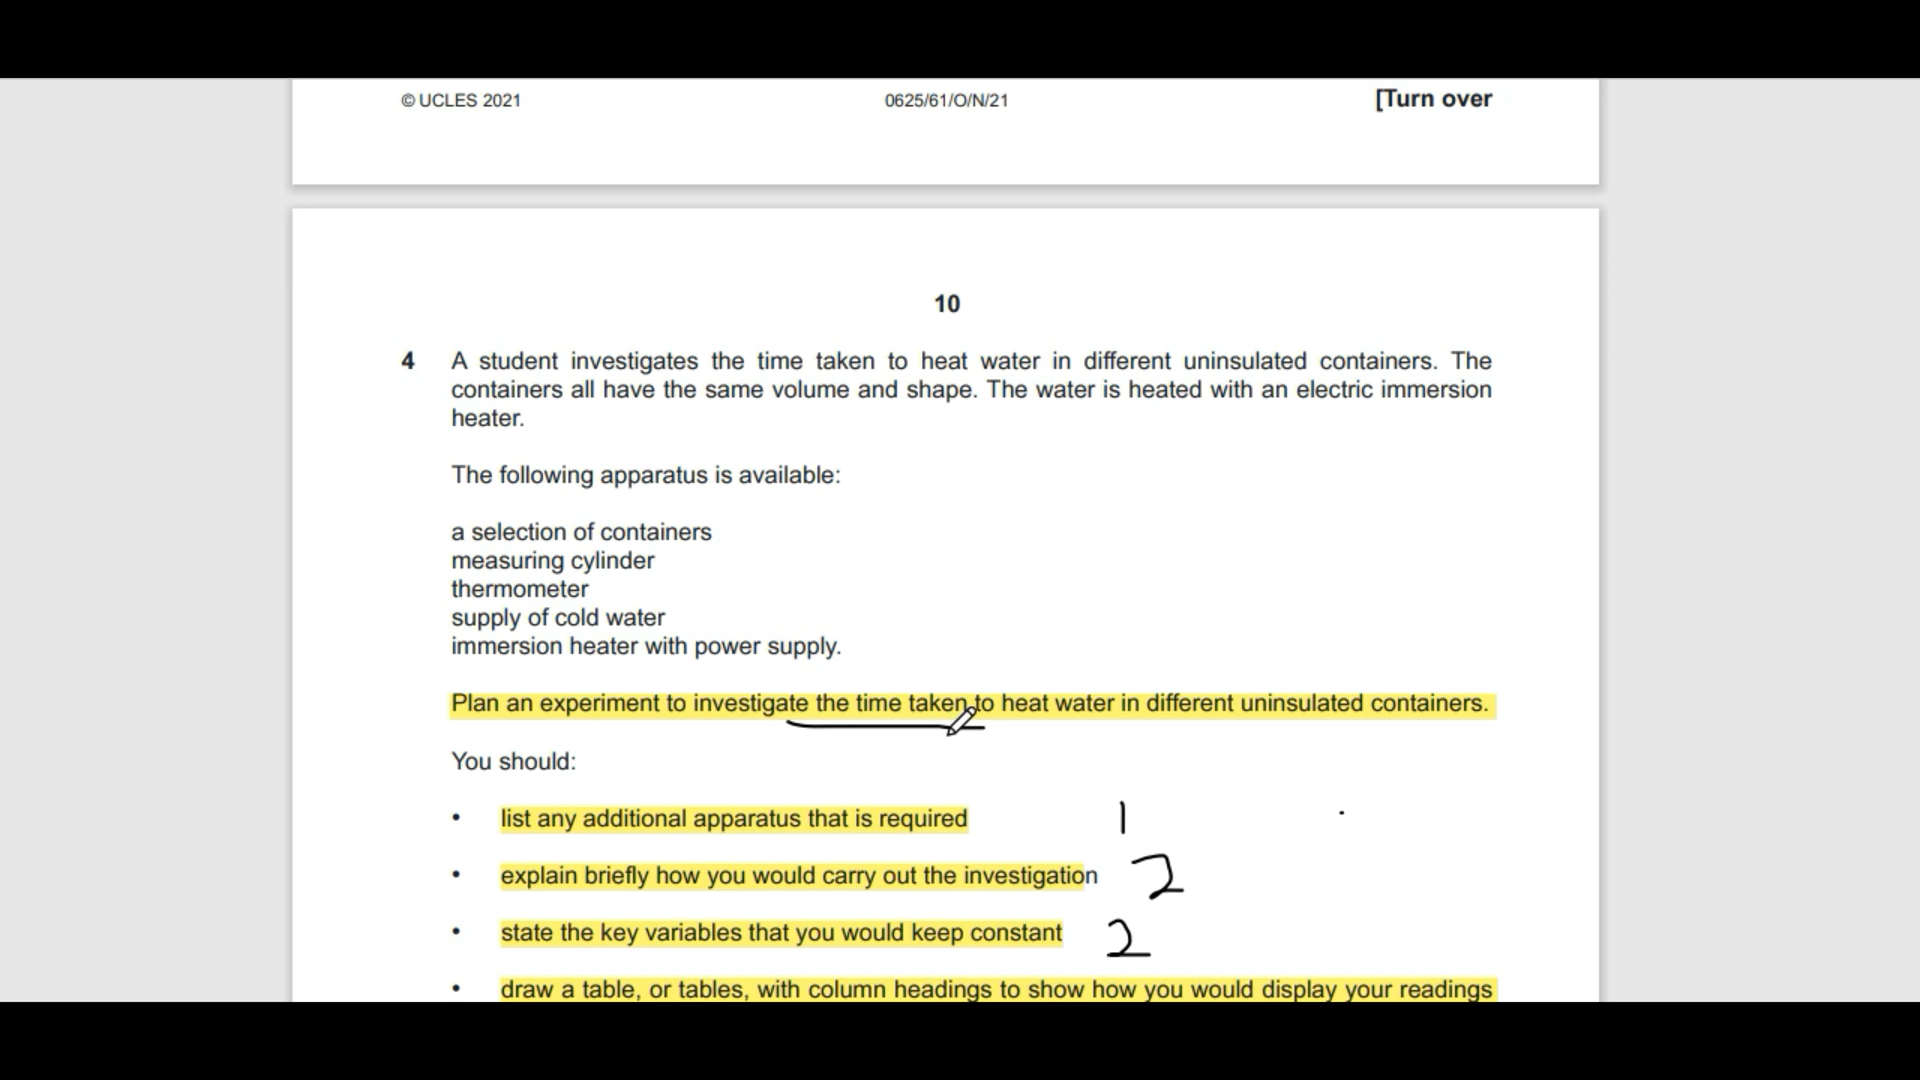 © UCLES 2021 0625/61/O/N/21 [Turn over
10
4 A student investigates the time taken to heat water in different uninsulated containers. The
containers all have the same volume and shape. The water is heated with an electric immersion
heater.
The following apparatus is available:
a selection of containers
measuring cylinder
thermometer
supply of cold water
immersion heater with power supply.
Plan an experiment to investigate the time taken to heat water in different uninsulated containers.
You should:
• list any additional apparatus that is required 1
• explain briefly how you would carry out the investigation 2
• state the key variables that you would keep constant 2
• draw a table, or tables, with column headings to show how you would display your readings